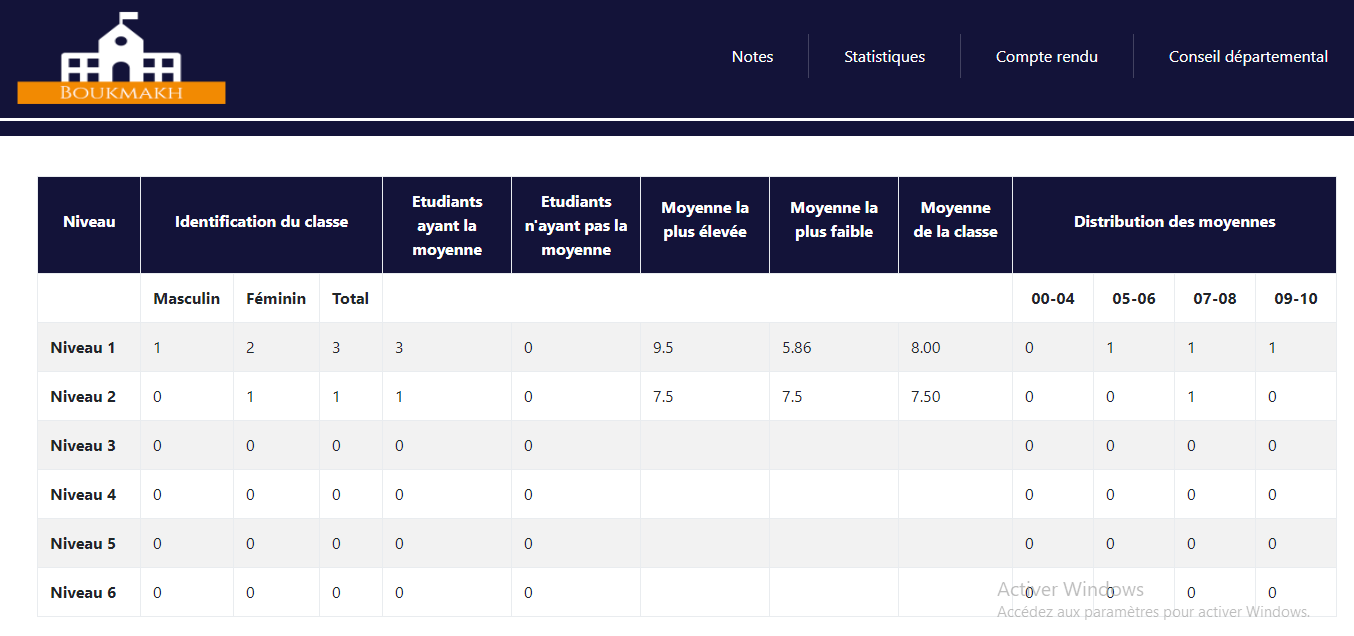 BOUKMAKH
Notes Statistiques Compte rendu Conseil départemental
Niveau Identification du classe Etudiants ayant la moyenne Etudiants n'ayant pas la moyenne Moyenne la plus élevée Moyenne la plus faible Moyenne de la classe Distribution des moyennes
Masculin Féminin Total 00-04 05-06 07-08 09-10
Niveau 1 1 2 3 3 0 9.5 5.86 8.00 0 1 1 1
Niveau 2 0 1 1 1 0 7.5 7.5 7.50 0 0 1 0
Niveau 3 0 0 0 0 0 0 0 0 0
Niveau 4 0 0 0 0 0 0 0 0 0
Niveau 5 0 0 0 0 0 0 0 0 0
Niveau 6 0 0 0 0 0 0 0 0 0
Activer Windows
Accédez aux paramètres pour activer Windows.